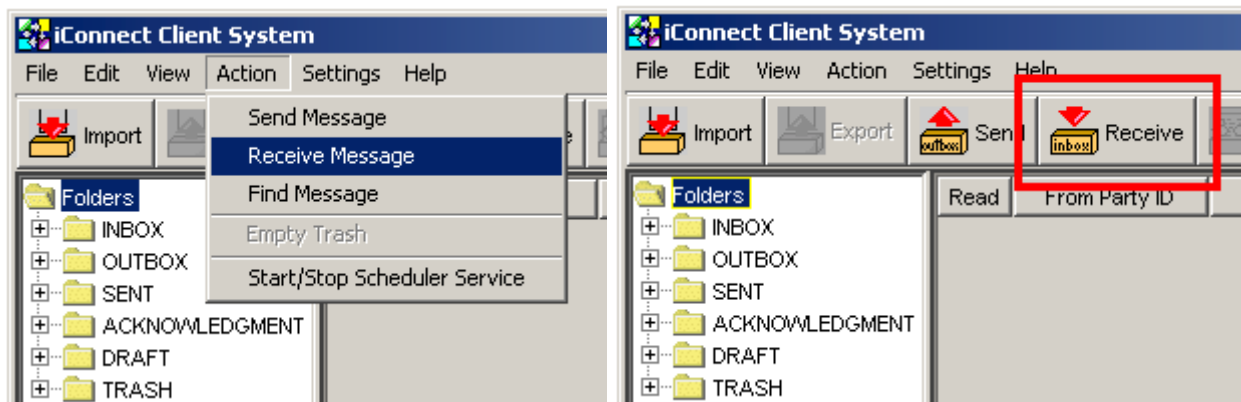 iConnect Client System
File Edit View Action Settings Help
Import
Send Message
Receive Message
Find Message
Empty Trash
Start/Stop Scheduler Service
Folders
INBOX
OUTBOX
SENT
ACKNOWLEDGMENT
DRAFT
TRASH
iConnect Client System
File Edit View Action Settings Help
Import Export outbox Send inbox Receive
Folders Read From Party ID
INBOX
OUTBOX
SENT
ACKNOWLEDGMENT
DRAFT
TRASH